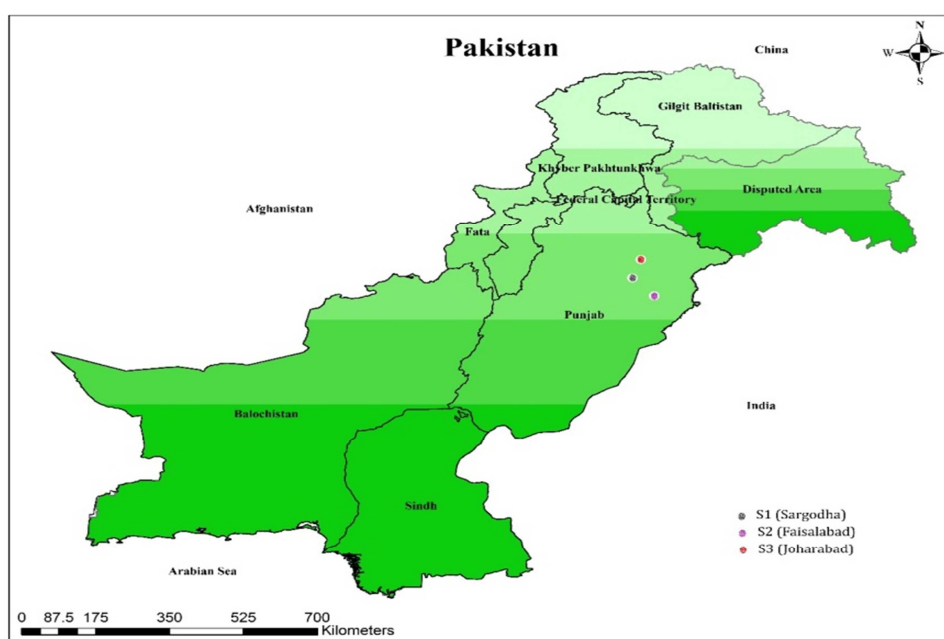 Pakistan
China
N
W
E
S
Gilgit Baltistan
Khyber Pakhtunkhwa
Disputed Area
Federal Capital Territory
Afghanistan
Fata
Punjab
India
Balochistan
Sindh
S1 (Sargodha)
S2 (Faisalabad)
S3 (Joharabad)
Arabian Sea
0 87.5 175 350 525 700
Kilometers